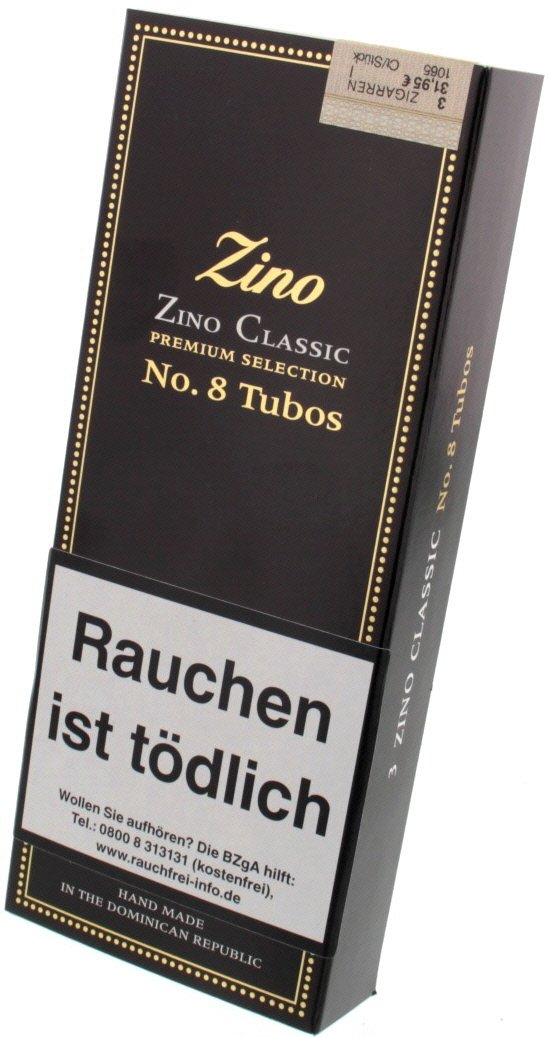 3
ZIGARREN
31,95 €
1065
Ct/Stück
Zino
ZINO CLASSIC
PREMIUM SELECTION
No. 8 Tubos
Rauchen
ist tödlich
Wollen Sie aufhören? Die BZgA hilft:
Tel.: 0800 8 313131 (kostenfrei),
www.rauchfrei-info.de
HAND MADE
IN THE DOMINICAN REPUBLIC
3 ZINO CLASSIC No. 8 Tubos